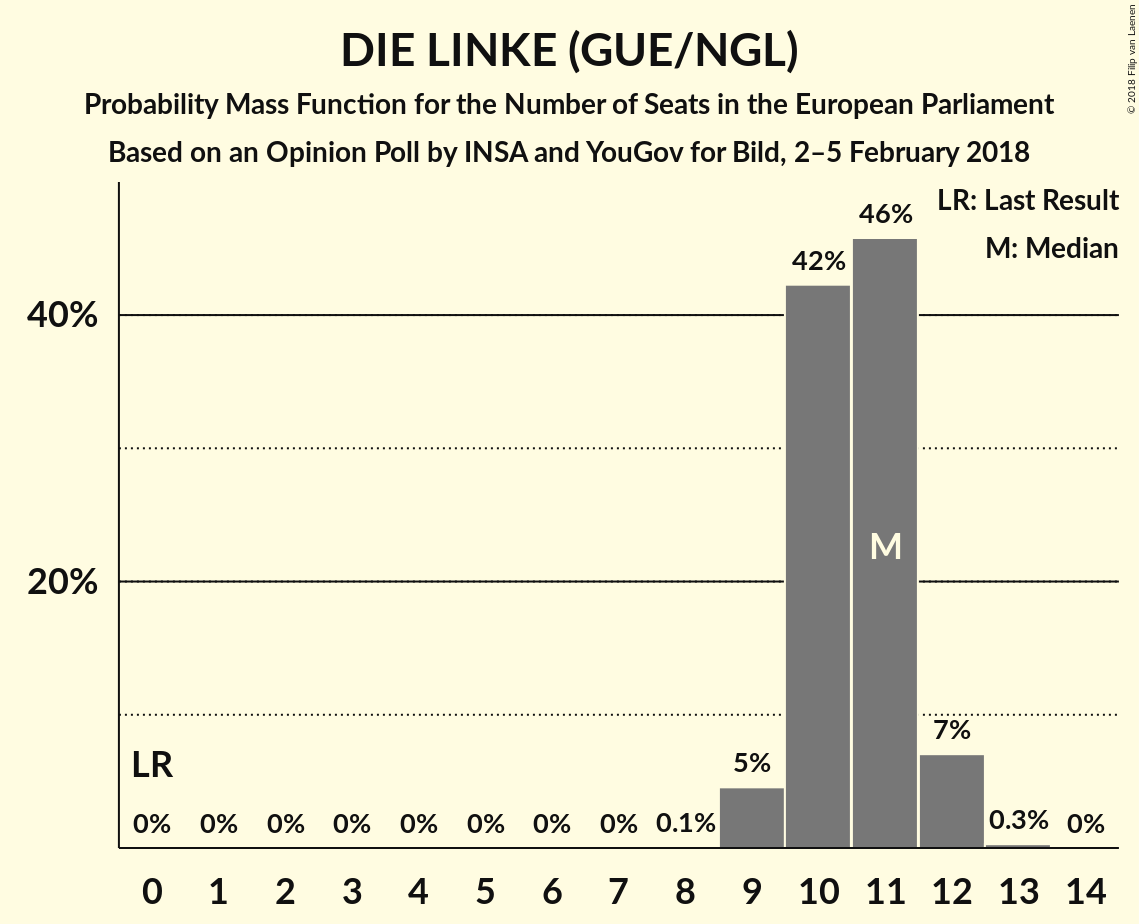 DIE LINKE (GUE/NGL)
Probability Mass Function for the Number of Seats in the European Parliament
Based on an Opinion Poll by INSA and YouGov for Bild, 2–5 February 2018
© 2018 Filip van Laenen
LR: Last Result
M: Median
46%
42%
40%
M
20%
7%
5%
LR
0% 0% 0% 0% 0% 0% 0% 0% 0.1% 0.3% 0%
0 1 2 3 4 5 6 7 8 9 10 11 12 13 14